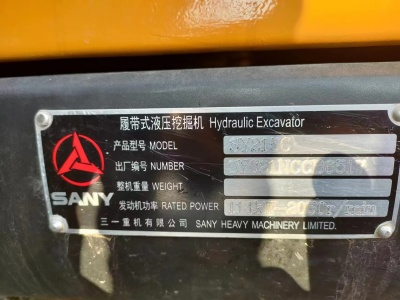 履带式液压挖掘机 Hydraulic Excavator
产品型号 MODEL
出厂编号 NUMBER
整机重量 WEIGHT
发动机功率 RATED POWER
SANY
三一重机有限公司 SANY HEAVY MACHINERY LIMITED.